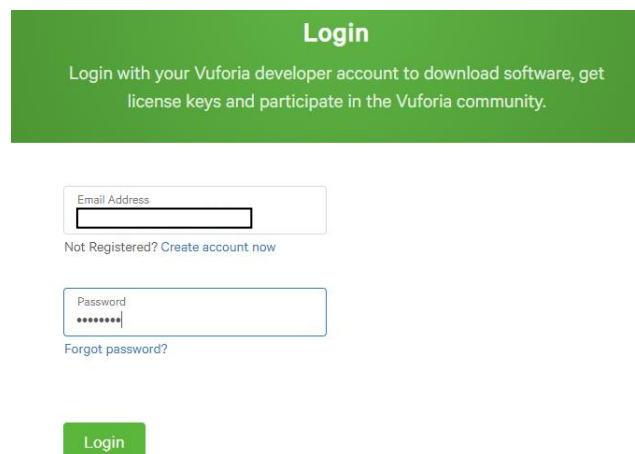 Login
Login with your Vuforia developer account to download software, get
license keys and participate in the Vuforia community.
Email Address
Not Registered? Create account now
Password
••••••••
Forgot password?
Login